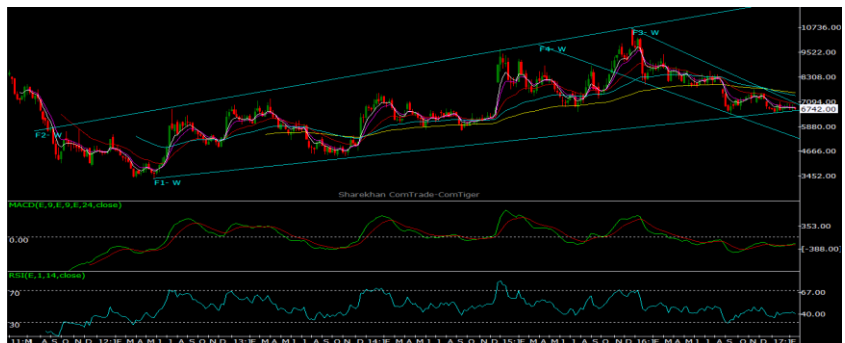 10736.00
F3- W
F4- W
9522.00
8308.00
7094.00
6742.00
F2- W
5880.00
4666.00
F1- W
3452.00
Sharekhan ComTrade-ComTiger
MACD(E,9,E,9,E,24,close)
353.00
0.00
[-388.00]
RSI(E,1,14,close)
70
67.00
40.00
30